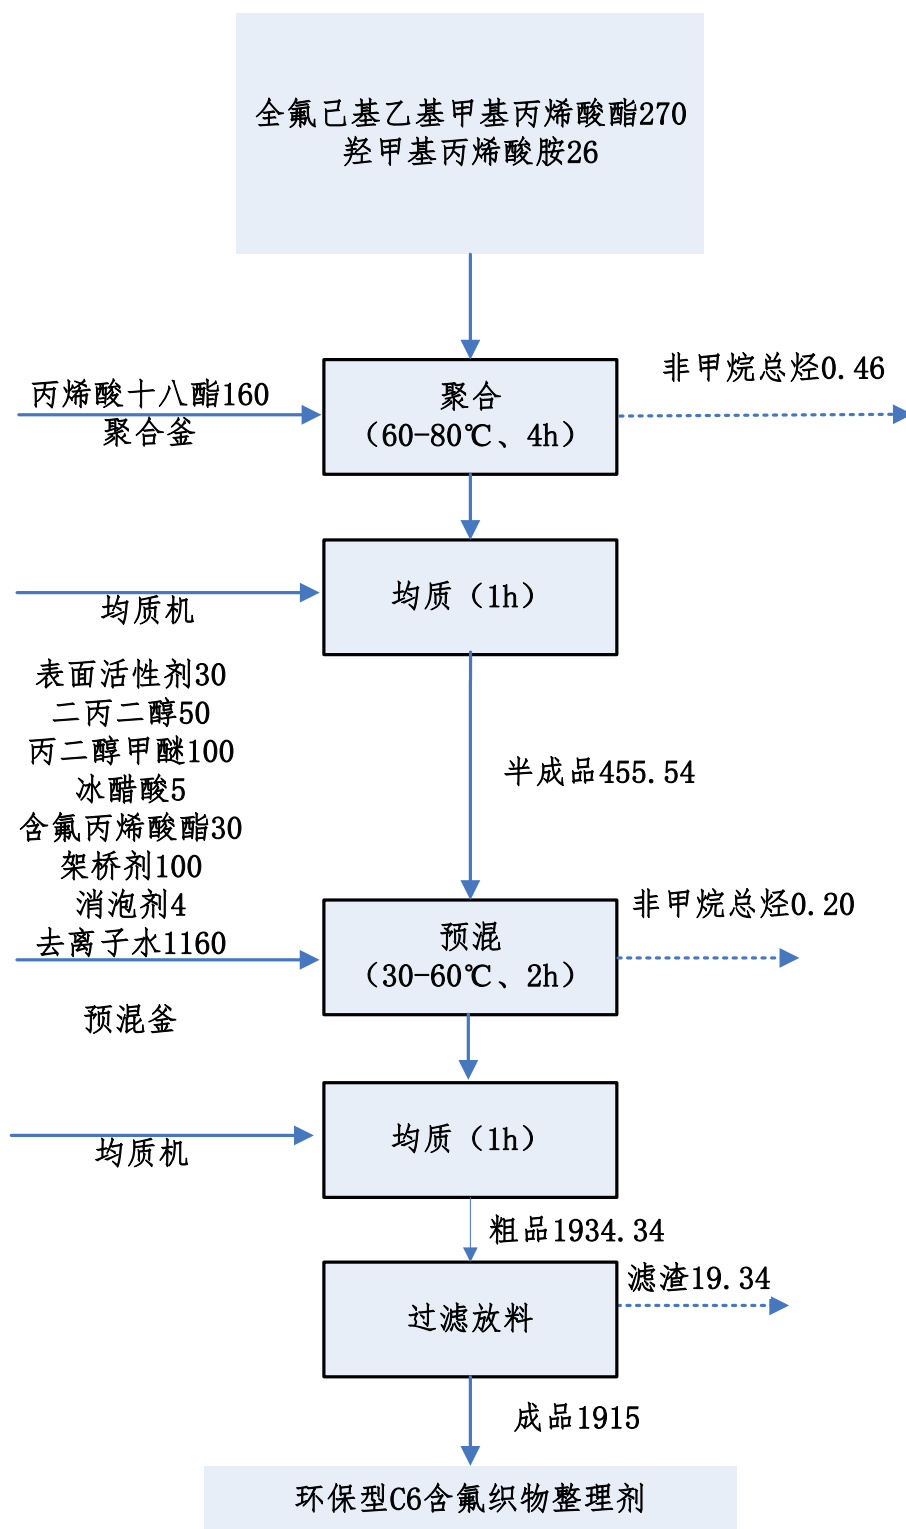 全氟己基乙基甲基丙烯酸酯270
羟甲基丙烯酸胺26
丙烯酸十八酯160
聚合釜
聚合
（60-80℃、4h）
非甲烷总烃0.46
均质机
均质（1h）
表面活性剂30
二丙二醇50
丙二醇甲醚100
冰醋酸5
含氟丙烯酸酯30
架桥剂100
消泡剂4
去离子水1160
预混釜
半成品455.54
预混
（30-60℃、2h）
非甲烷总烃0.20
均质机
均质（1h）
粗品1934.34
过滤放料
滤渣19.34
成品1915
环保型C6含氟织物整理剂